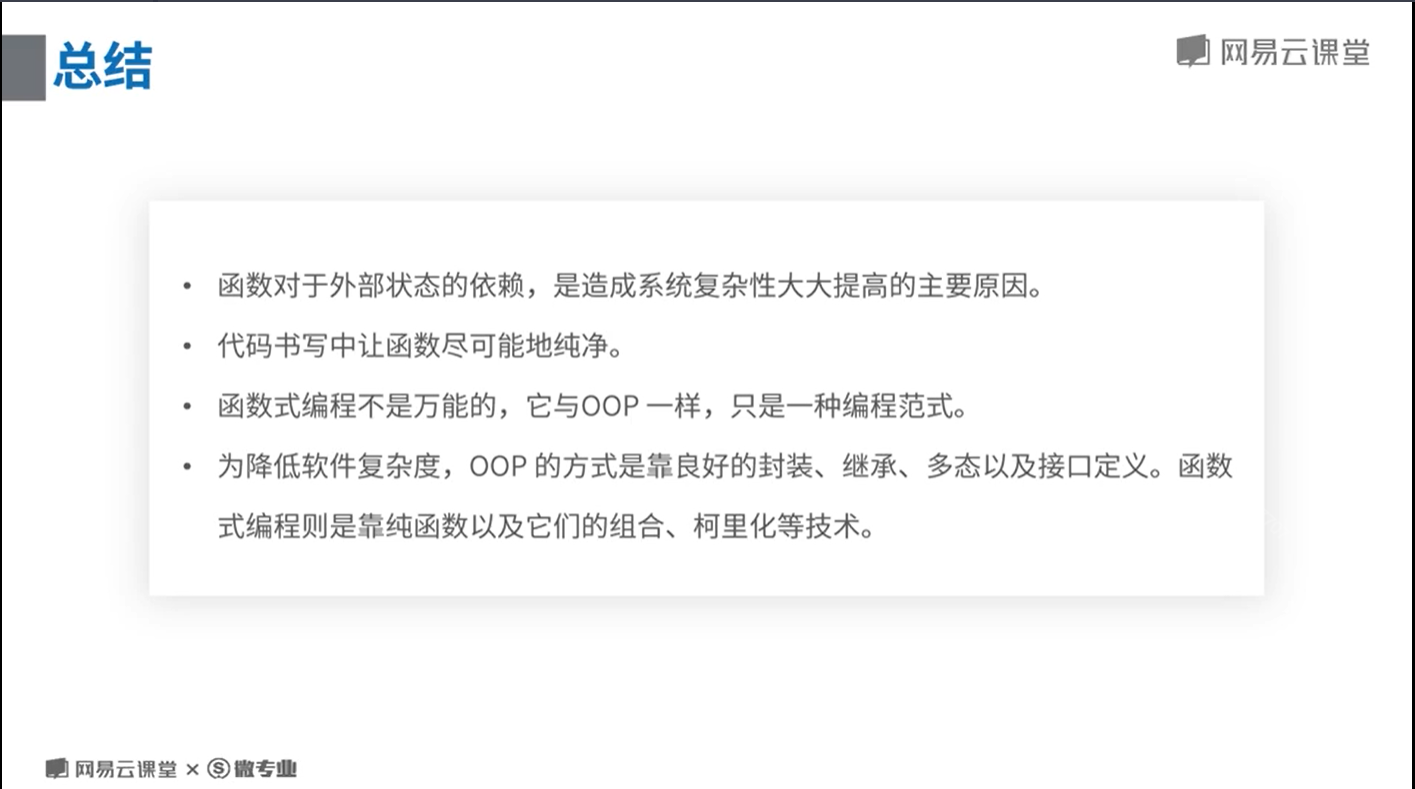 总结
网易云课堂
• 函数对于外部状态的依赖，是造成系统复杂性大大提高的主要原因。
• 代码书写中让函数尽可能地纯净。
• 函数式编程不是万能的，它与OOP 一样，只是一种编程范式。
• 为降低软件复杂度，OOP 的方式是靠良好的封装、继承、多态以及接口定义。函数
式编程则是靠纯函数以及它们的组合、柯里化等技术。
网易云课堂 × Ⓢ 微专业